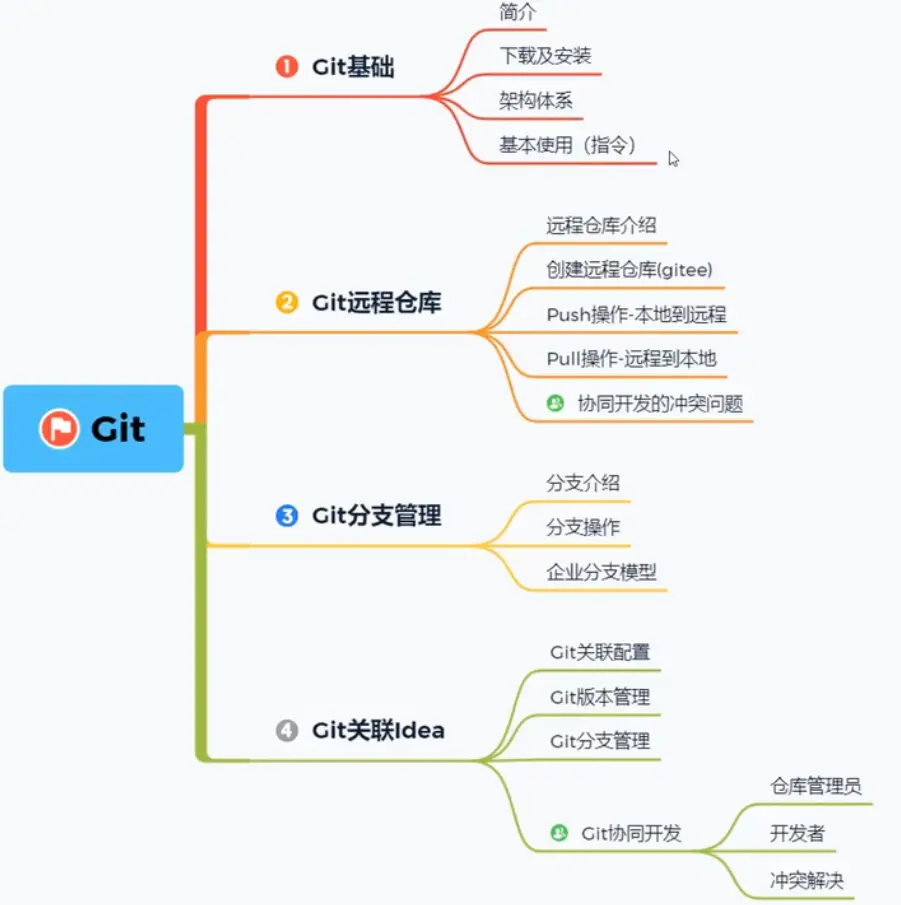 Git
1 Git基础
简介
下载及安装
架构体系
基本使用（指令）
2 Git远程仓库
远程仓库介绍
创建远程仓库(gitee)
Push操作-本地到远程
Pull操作-远程到本地
协同开发的冲突问题
3 Git分支管理
分支介绍
分支操作
企业分支模型
4 Git关联Idea
Git关联配置
Git版本管理
Git分支管理
Git协同开发
仓库管理员
开发者
冲突解决